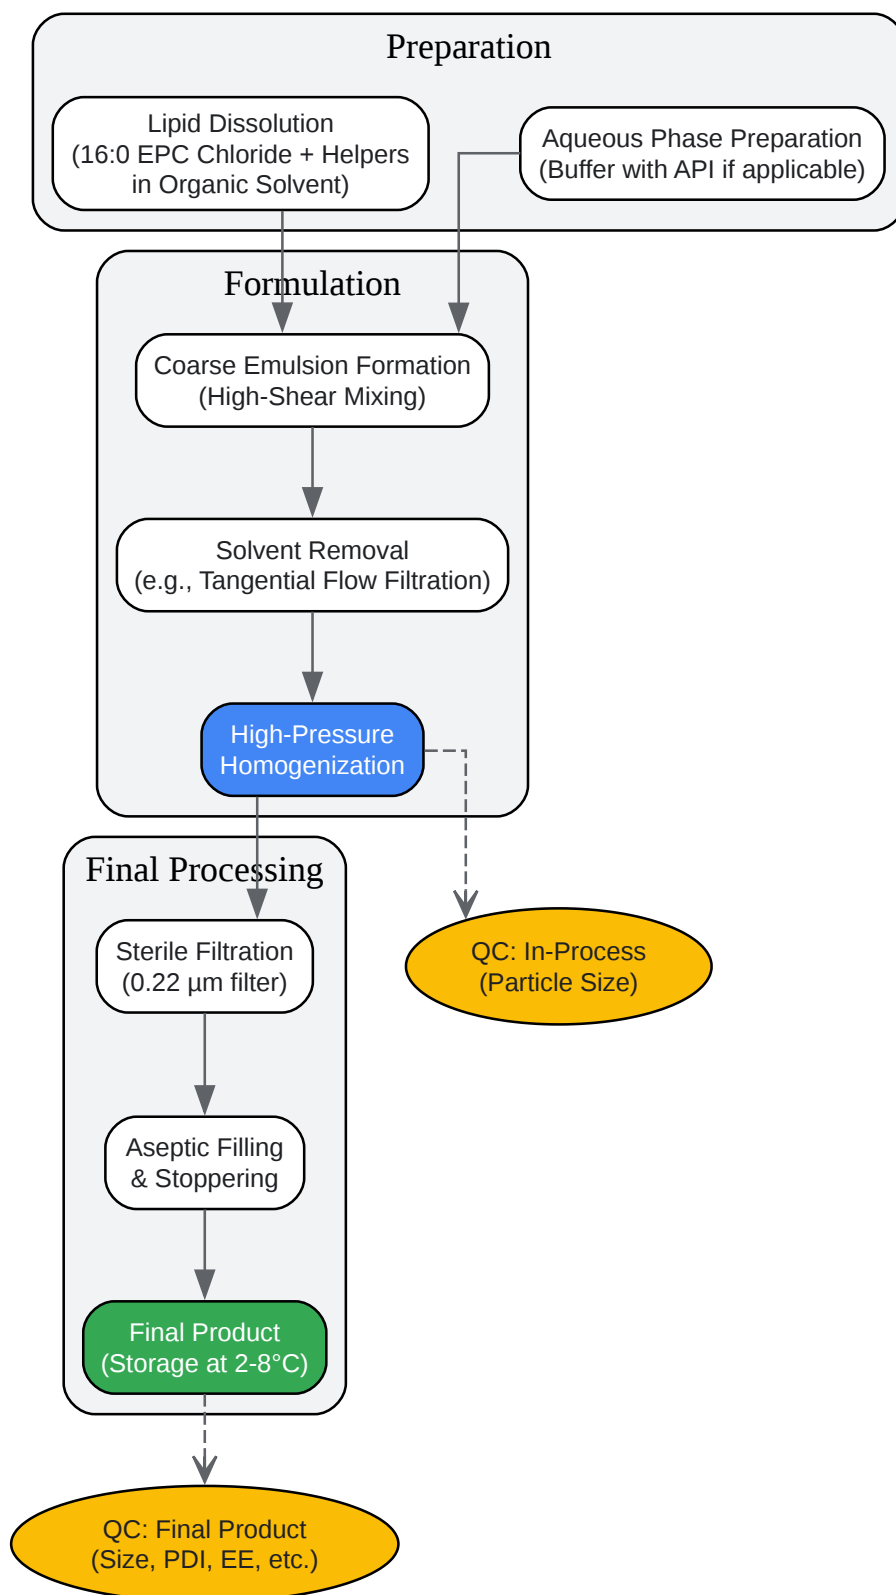 Preparation
Lipid Dissolution
(16:0 EPC Chloride + Helpers
in Organic Solvent)
Aqueous Phase Preparation
(Buffer with API if applicable)
Formulation
Coarse Emulsion Formation
(High-Shear Mixing)
Solvent Removal
(e.g., Tangential Flow Filtration)
High-Pressure
Homogenization
Final Processing
Sterile Filtration
(0.22 µm filter)
QC: In-Process
(Particle Size)
Aseptic Filling
& Stoppering
Final Product
(Storage at 2-8°C)
QC: Final Product
(Size, PDI, EE, etc.)